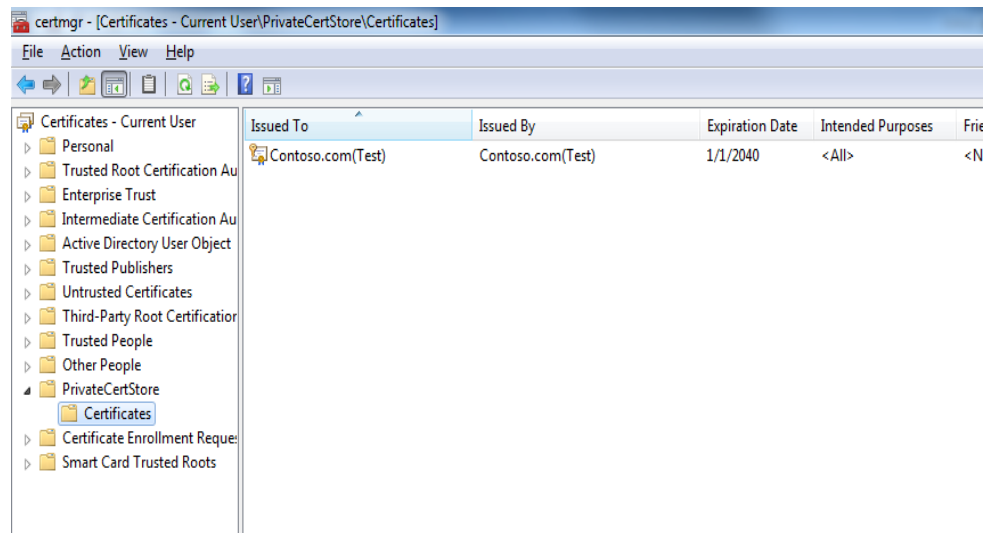 certmgr - [Certificates - Current User\PrivateCertStore\Certificates]
File Action View Help
Certificates - Current User
Personal
Trusted Root Certification Au
Enterprise Trust
Intermediate Certification Au
Active Directory User Object
Trusted Publishers
Untrusted Certificates
Third-Party Root Certification
Trusted People
Other People
PrivateCertStore
Certificates
Certificate Enrollment Reques
Smart Card Trusted Roots
Issued To Issued By Expiration Date Intended Purposes Frie
Contoso.com(Test) Contoso.com(Test) 1/1/2040 <All> <N